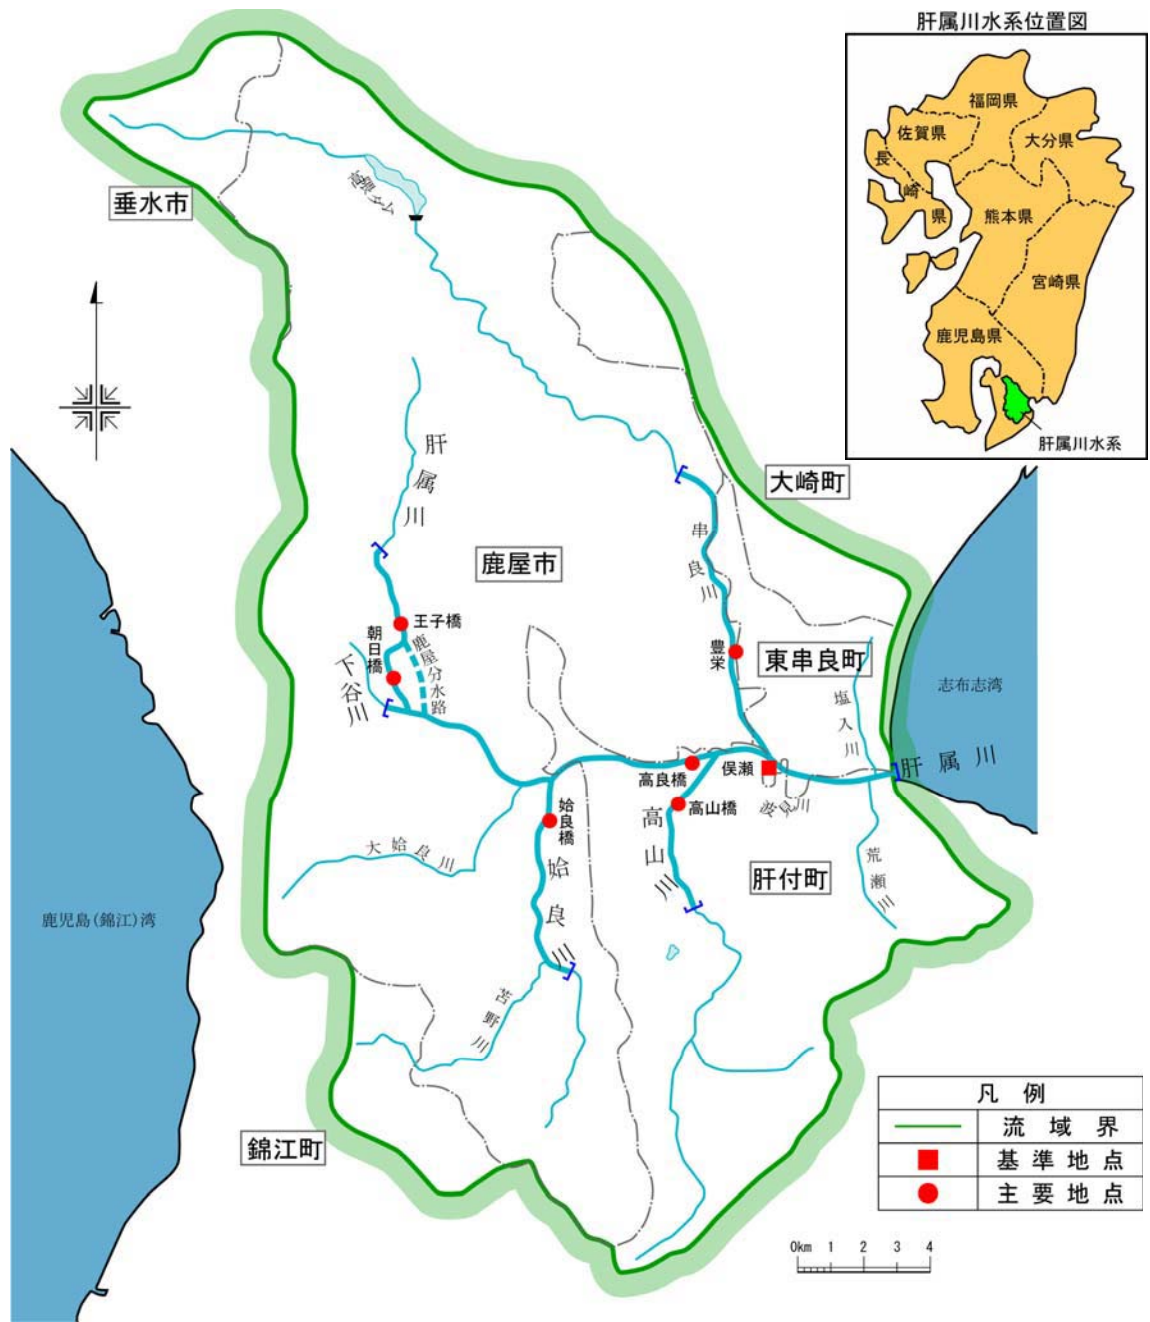 肝属川水系位置図
福岡県
佐賀県
大分県
長崎県
熊本県
宮崎県
鹿児島県
肝属川水系
垂水市
高隈ダム
肝属川
大崎町
串良川
鹿屋市
王子橋
朝日橋
鹿屋分水路
下谷川
豊栄
東串良町
志布志湾
塩入川
肝属川
俣瀬
高良橋
波見川
高山橋
姶良橋
高山川
大姶良川
姶良川
肝付町
荒瀬川
鹿児島(錦江)湾
苫野川
錦江町
凡例
流域界
基準地点
主要地点
0km 1 2 3 4